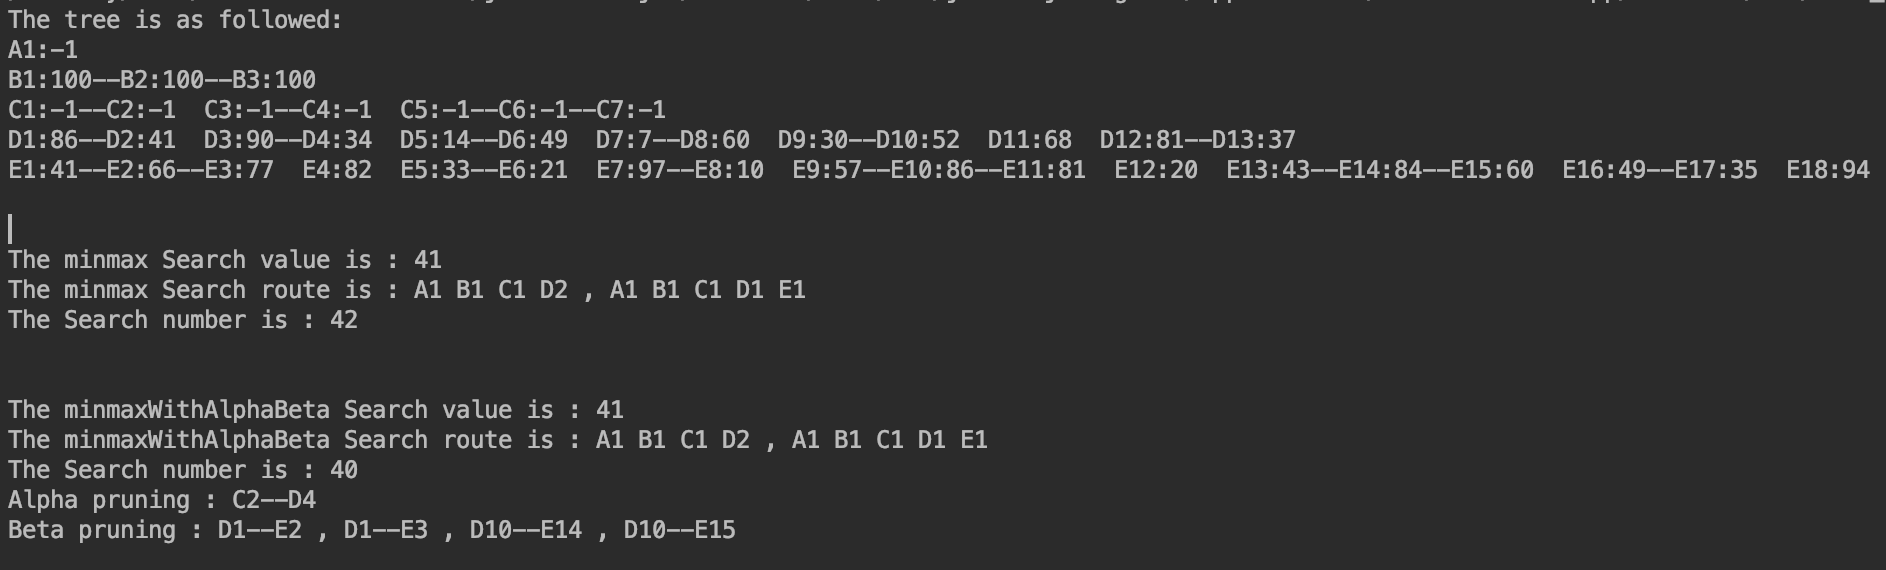 The tree is as followed:
A1:-1
B1:100--B2:100--B3:100
C1:-1--C2:-1  C3:-1--C4:-1  C5:-1--C6:-1--C7:-1
D1:86--D2:41  D3:90--D4:34  D5:14--D6:49  D7:7--D8:60  D9:30--D10:52  D11:68  D12:81--D13:37
E1:41--E2:66--E3:77  E4:82  E5:33--E6:21  E7:97--E8:10  E9:57--E10:86--E11:81  E12:20  E13:43--E14:84--E15:60  E16:49--E17:35  E18:94
The minmax Search value is : 41
The minmax Search route is : A1 B1 C1 D2 , A1 B1 C1 D1 E1
The Search number is : 42
The minmaxWithAlphaBeta Search value is : 41
The minmaxWithAlphaBeta Search route is : A1 B1 C1 D2 , A1 B1 C1 D1 E1
The Search number is : 40
Alpha pruning : C2--D4
Beta pruning : D1--E2 , D1--E3 , D10--E14 , D10--E15